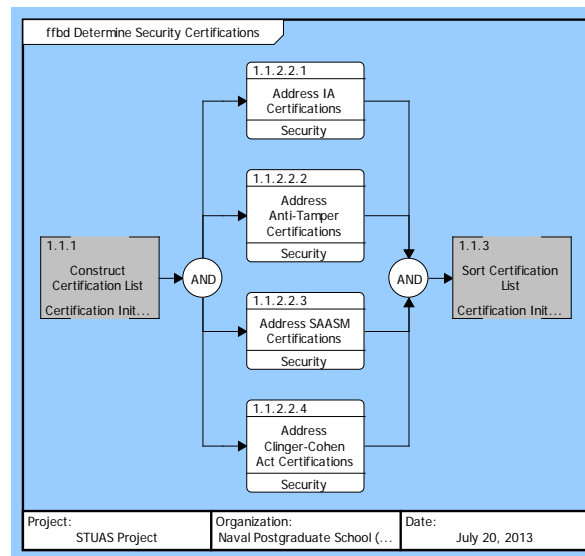 ffbd Determine Security Certifications
1.1.2.2.1
Address IA
Certifications
Security
1.1.2.2.2
Address
Anti-Tamper
Certifications
Security
1.1.1
Construct
Certification List
Certification Init...
AND
AND
1.1.3
Sort Certification
List
Certification Init...
1.1.2.2.3
Address SAASM
Certifications
Security
1.1.2.2.4
Address
Clinger-Cohen
Act Certifications
Security
Project:
STUAS Project
Organization:
Naval Postgraduate School (...
Date:
July 20, 2013